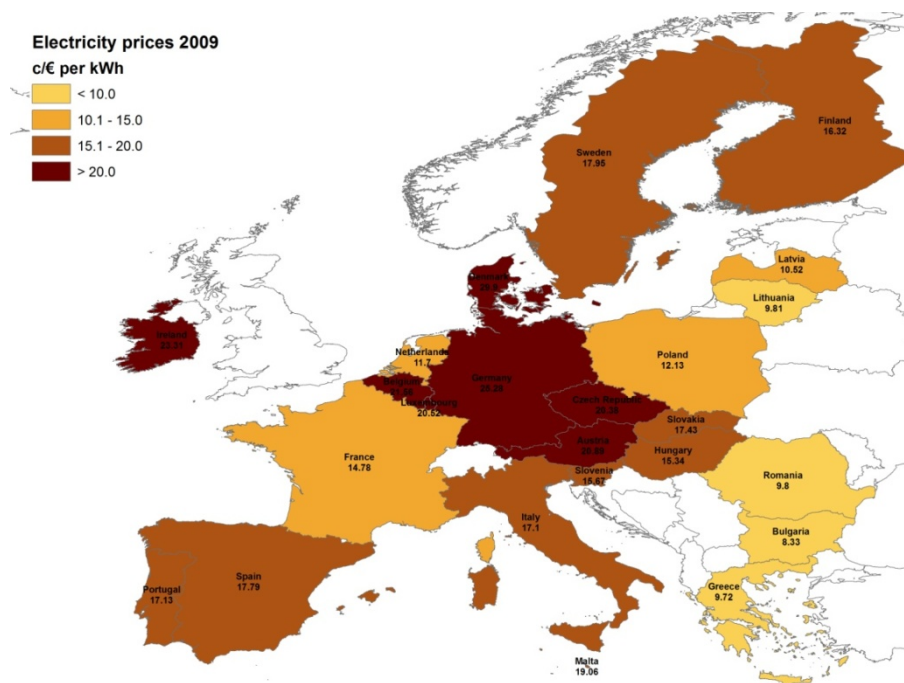 Electricity prices 2009
c/€ per kWh
< 10.0
10.1 - 15.0
15.1 - 20.0
> 20.0
Finland
16.32
Sweden
17.95
Latvia
10.52
Lithuania
9.81
Denmark
Ireland
Netherlands
11.7
Poland
12.13
Belgium
Germany
Luxembourg
20.52
Czech Republic
Slovakia
17.43
Austria
Hungary
15.34
France
14.78
Slovenia
15.67
Romania
9.8
Italy
17.1
Bulgaria
8.33
Spain
17.79
Portugal
17.13
Greece
9.72
Malta
19.06